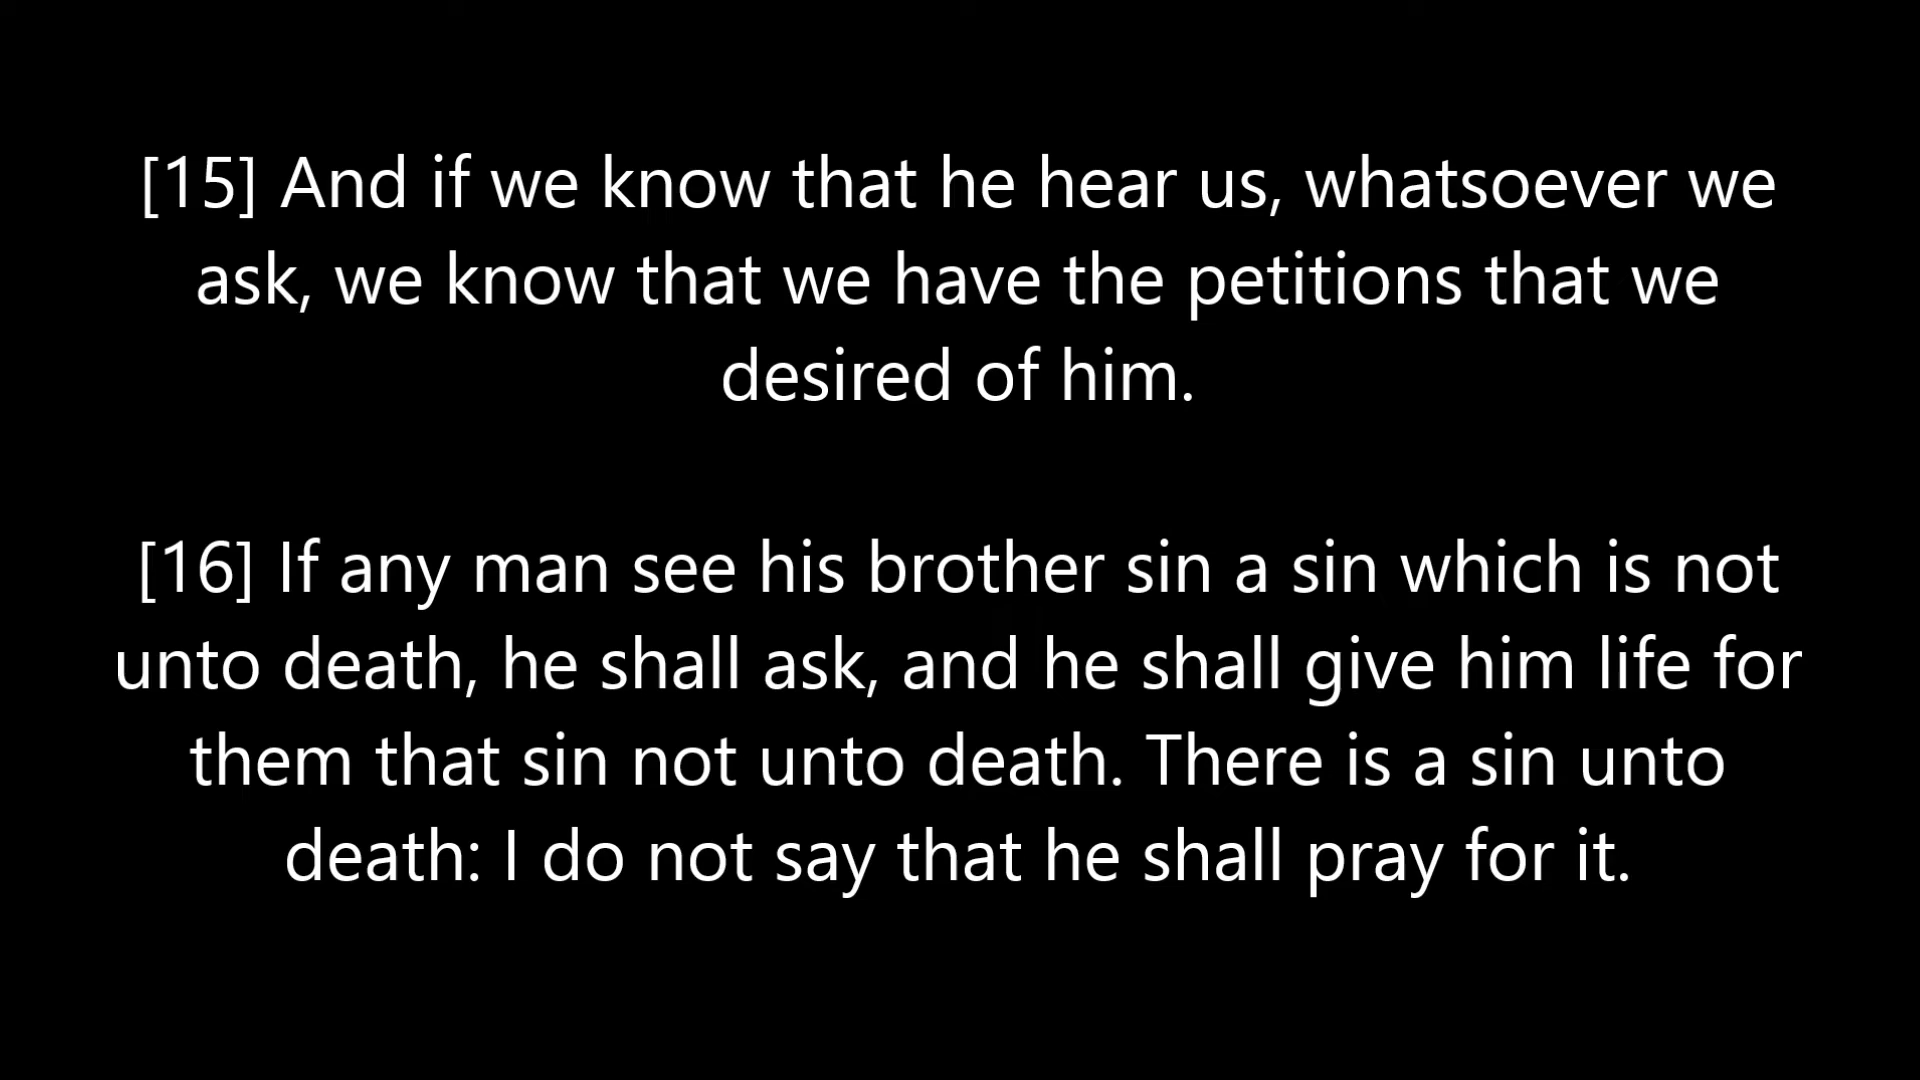 [15] And if we know that he hear us, whatsoever we
ask, we know that we have the petitions that we
desired of him.
[16] If any man see his brother sin a sin which is not
unto death, he shall ask, and he shall give him life for
them that sin not unto death. There is a sin unto
death: I do not say that he shall pray for it.